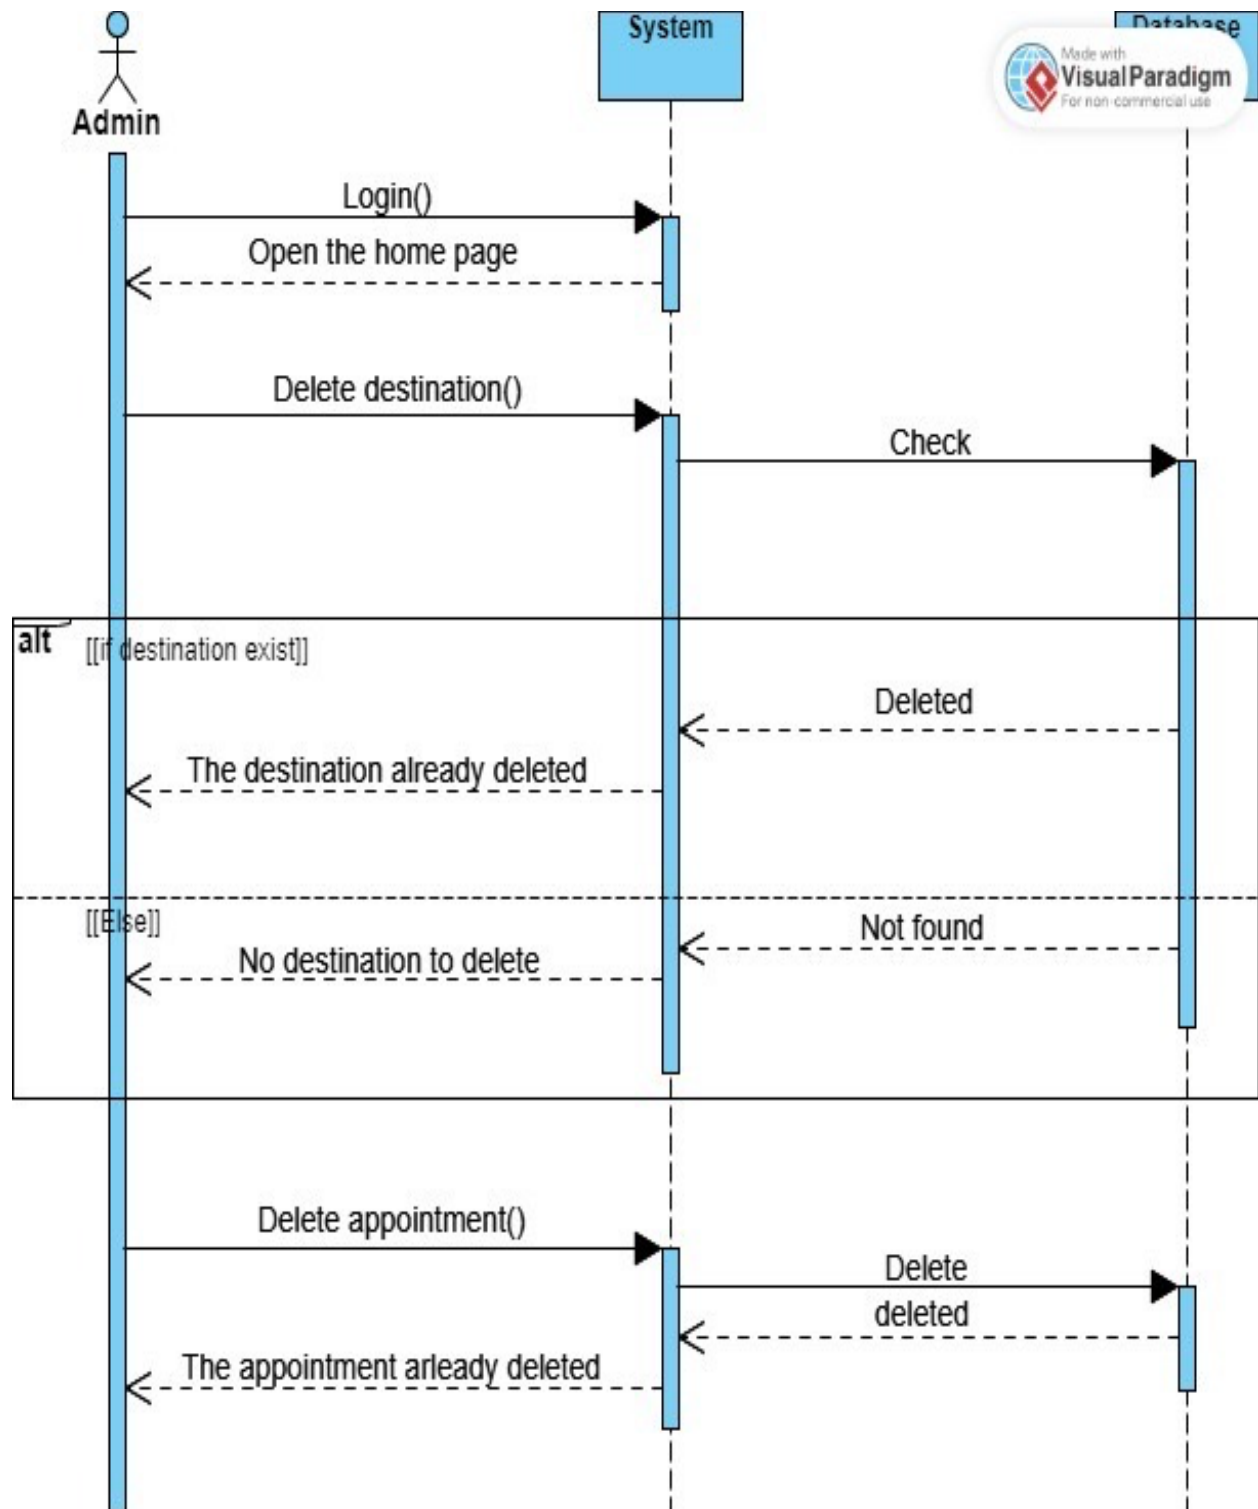 System
Database
Made with
Visual Paradigm
For non-commercial use
Admin
Login()
Open the home page
Delete destination()
Check
alt
[[if destination exist]]
Deleted
The destination already deleted
[[Else]]
Not found
No destination to delete
Delete appointment()
Delete
deleted
The appointment arleady deleted